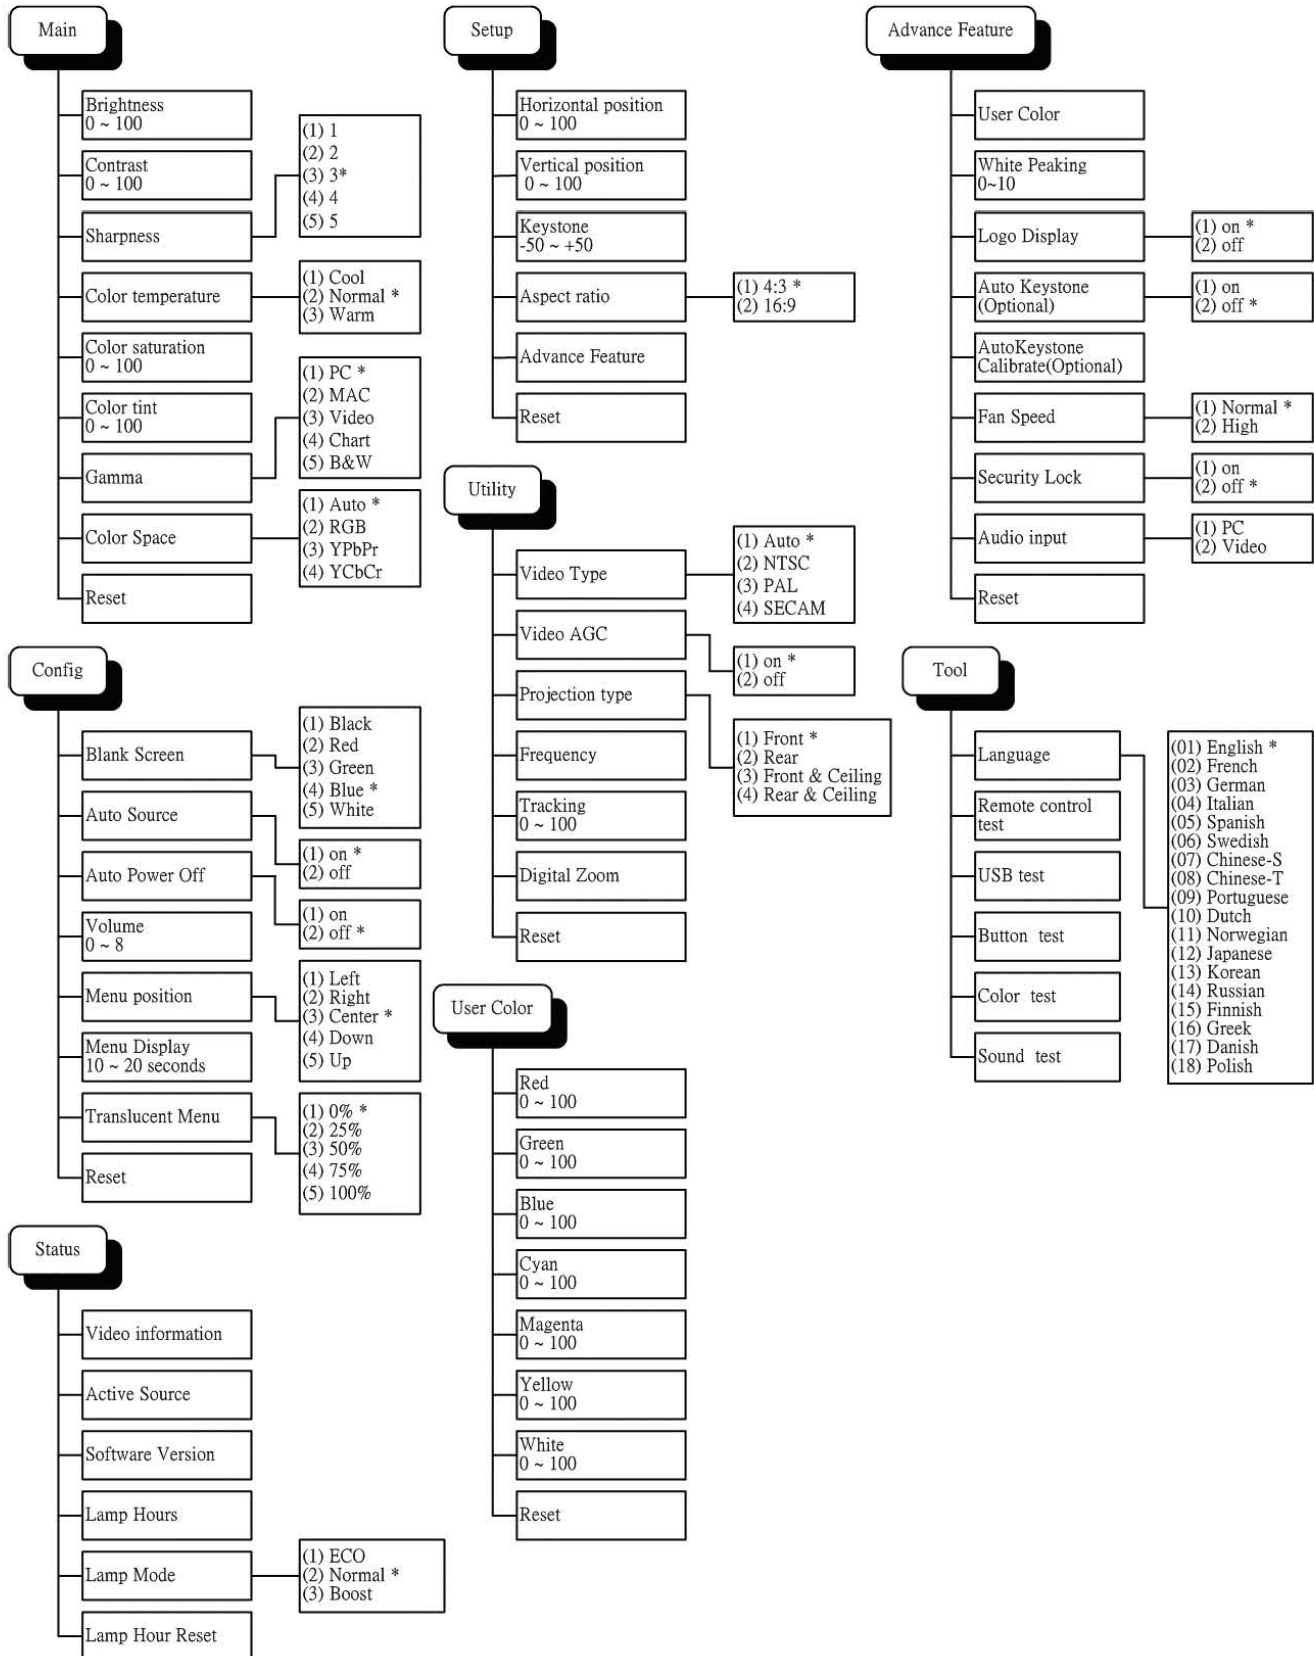 Main
Brightness
0 ~ 100
Contrast
0 ~ 100
Sharpness
(1) 1
(2) 2
(3) 3*
(4) 4
(5) 5
Color temperature
(1) Cool
(2) Normal *
(3) Warm
Color saturation
0 ~ 100
Color tint
0 ~ 100
Gamma
(1) PC *
(2) MAC
(3) Video
(4) Chart
(5) B&W
Color Space
(1) Auto *
(2) RGB
(3) YPbPr
(4) YCbCr
Reset
Config
Blank Screen
(1) Black
(2) Red
(3) Green
(4) Blue *
(5) White
Auto Source
(1) on *
(2) off
Auto Power Off
(1) on
(2) off *
Volume
0 ~ 8
Menu position
(1) Left
(2) Right
(3) Center *
(4) Down
(5) Up
Menu Display
10 ~ 20 seconds
Translucent Menu
(1) 0% *
(2) 25%
(3) 50%
(4) 75%
(5) 100%
Reset
Status
Video information
Active Source
Software Version
Lamp Hours
Lamp Mode
(1) ECO
(2) Normal *
(3) Boost
Lamp Hour Reset
Setup
Horizontal position
0 ~ 100
Vertical position
0 ~ 100
Keystone
-50 ~ +50
Aspect ratio
(1) 4:3 *
(2) 16:9
Advance Feature
Reset
Utility
Video Type
(1) Auto *
(2) NTSC
(3) PAL
(4) SECAM
Video AGC
(1) on *
(2) off
Projection type
(1) Front *
(2) Rear
(3) Front & Ceiling
(4) Rear & Ceiling
Frequency
Tracking
0 ~ 100
Digital Zoom
Reset
User Color
Red
0 ~ 100
Green
0 ~ 100
Blue
0 ~ 100
Cyan
0 ~ 100
Magenta
0 ~ 100
Yellow
0 ~ 100
White
0 ~ 100
Reset
Advance Feature
User Color
White Peaking
0~10
Logo Display
(1) on *
(2) off
Auto Keystone
(Optional)
(1) on
(2) off *
AutoKeystone
Calibrate(Optional)
Fan Speed
(1) Normal *
(2) High
Security Lock
(1) on
(2) off *
Audio input
(1) PC
(2) Video
Reset
Tool
Language
(01) English *
(02) French
(03) German
(04) Italian
(05) Spanish
(06) Swedish
(07) Chinese-S
(08) Chinese-T
(09) Portuguese
(10) Dutch
(11) Norwegian
(12) Japanese
(13) Korean
(14) Russian
(15) Finnish
(16) Greek
(17) Danish
(18) Polish
Remote control
test
USB test
Button test
Color test
Sound test